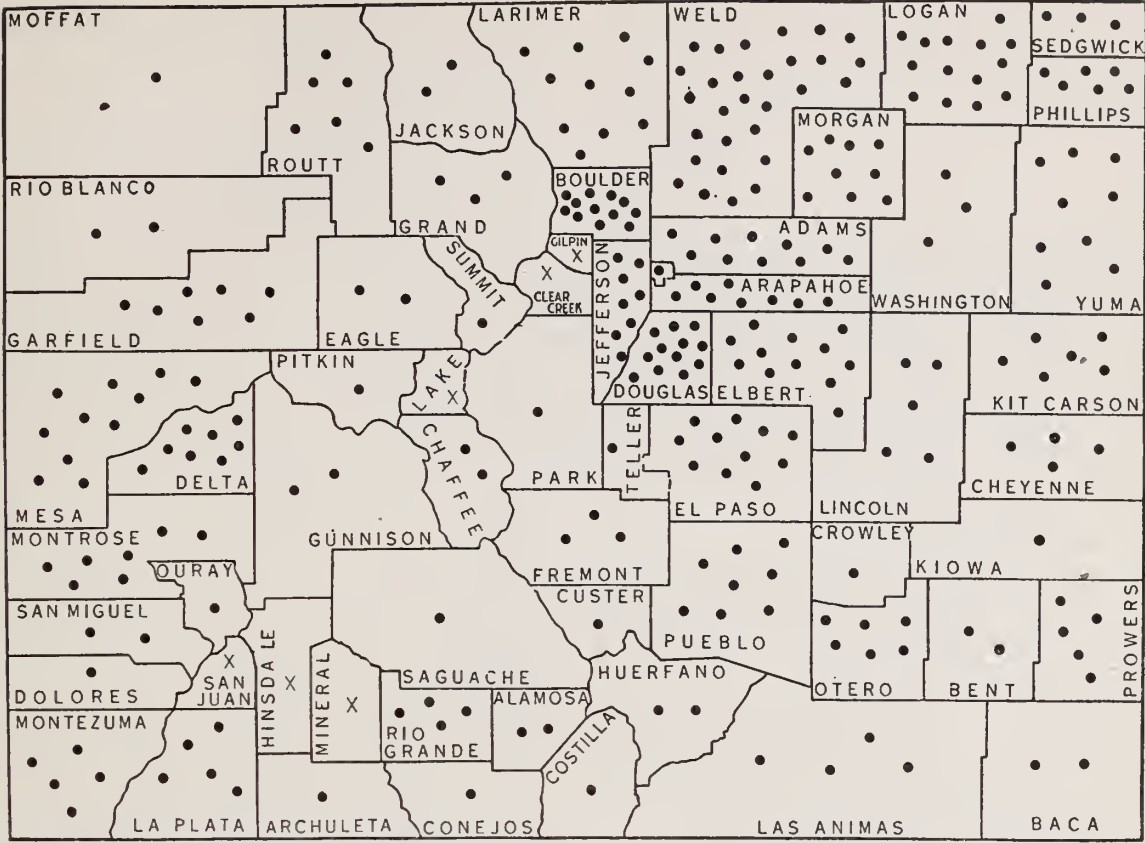 MOFFAT
LARIMER
WELD
LOGAN
SEDGWICK
PHILLIPS
JACKSON
MORGAN
ROUTT
RIO BLANCO
BOULDER
GRAND
ADAMS
GILPIN
X
SUMMIT
X
CLEAR
CREEK
JEFFERSON
ARAPAHOE
WASHINGTON
YUMA
GARFIELD
EAGLE
PITKIN
LAKE
X
DOUGLAS
ELBERT
KIT CARSON
CHAFFEE
TELLER
DELTA
PARK
CHEYENNE
MESA
EL PASO
LINCOLN
MONTROSE
GUNNISON
CROWLEY
OURAY
FREMONT
KIOWA
CUSTER
SAN MIGUEL
PROWERS
PUEBLO
HINSDALE
X
MINERAL
X
SAN
JUAN
X
SAGUACHE
HUERFANO
DOLORES
ALAMOSA
OTERO
BENT
MONTEZUMA
RIO
GRANDE
COSTILLA
LA PLATA
ARCHULETA
CONEJOS
LAS ANIMAS
BACA